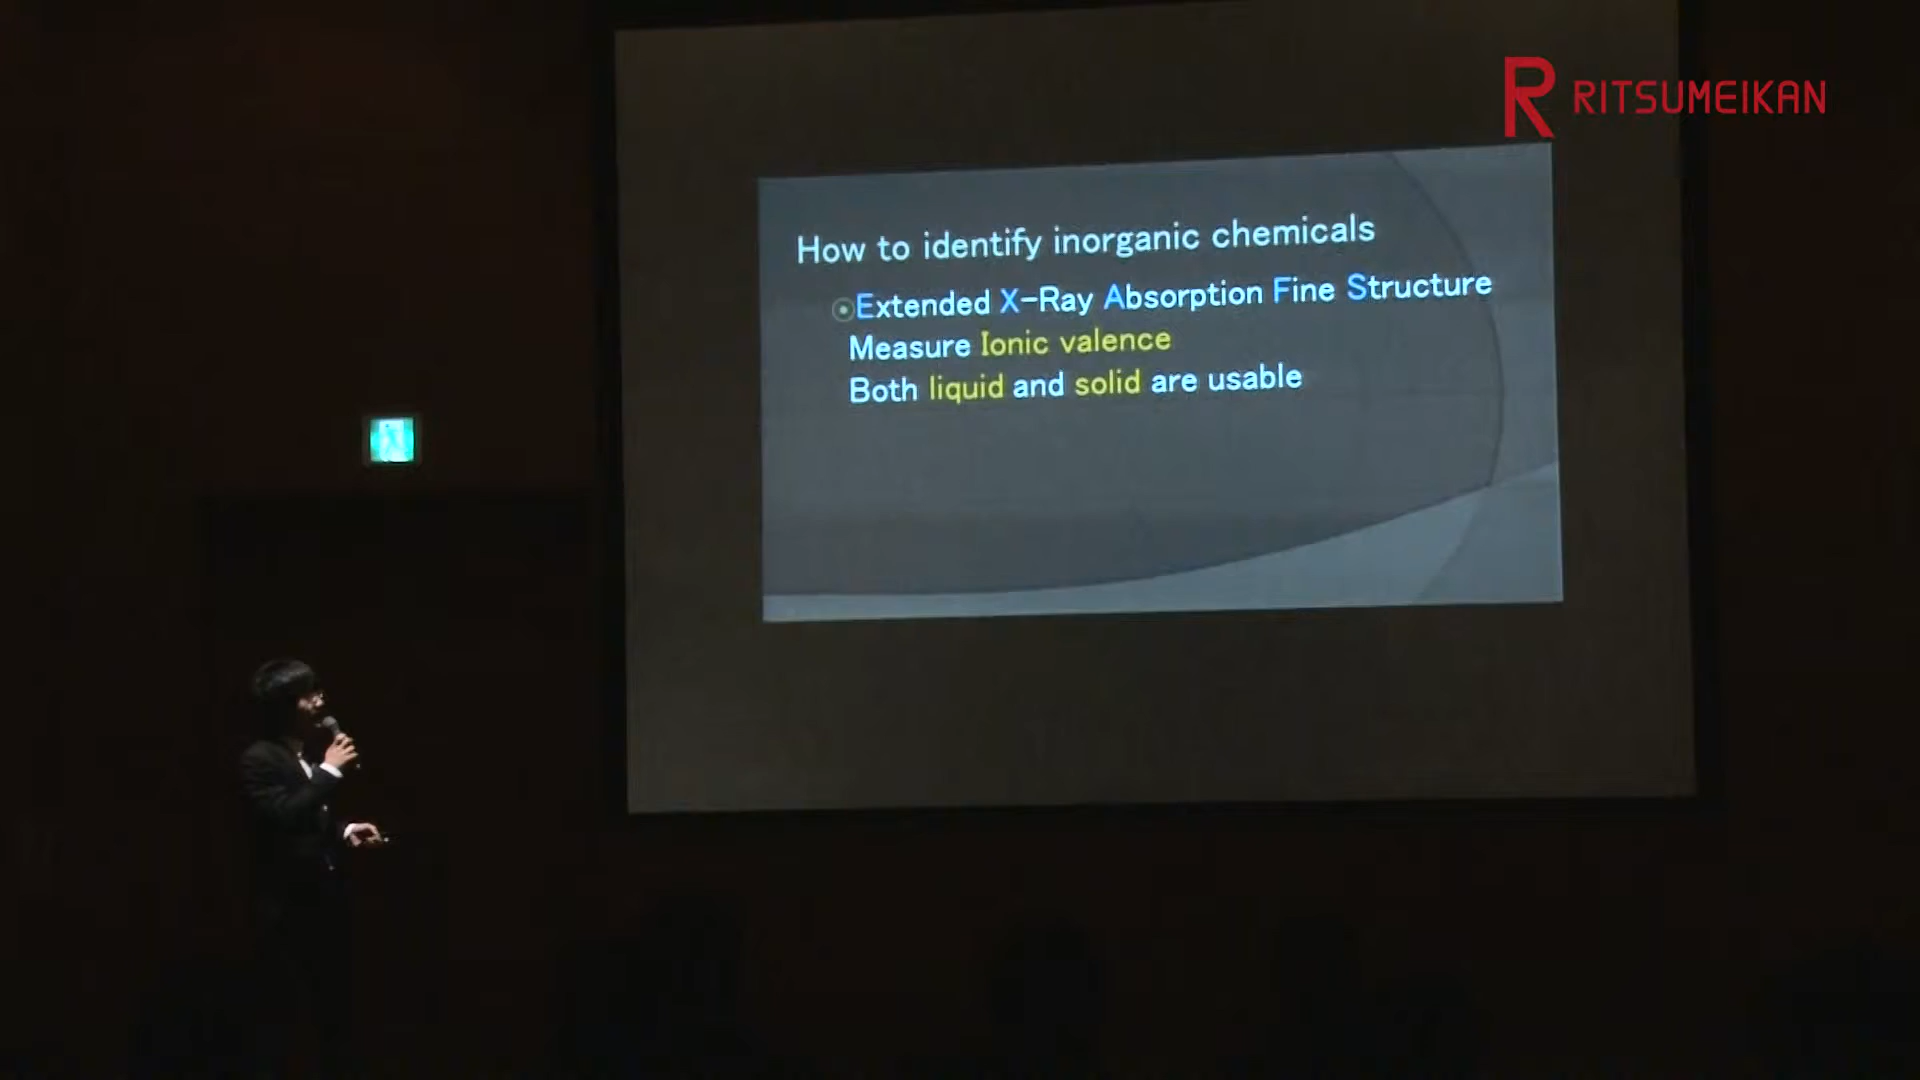 RITSUMEIKAN
How to identify inorganic chemicals
Extended X-Ray Absorption Fine Structure
Measure Ionic valence
Both liquid and solid are usable